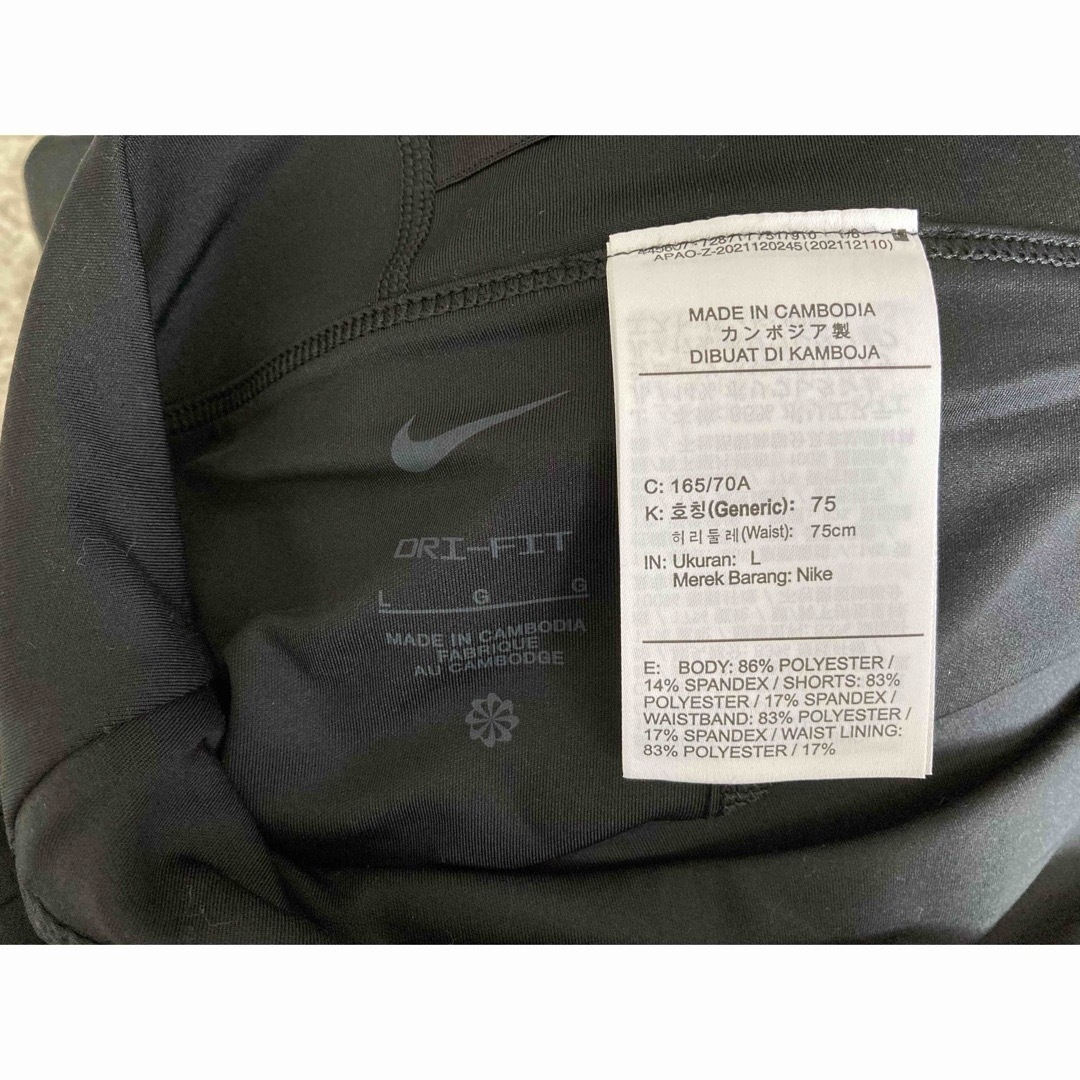 APAO-Z-2021120245(202112110)
MADE IN CAMBODIA
カンボジア製
DIBUAT DI KAMBOJA
C: 165/70A
K: 호칭(Generic): 75
허리둘레(Waist): 75cm
IN: Ukuran: L
Merek Barang: Nike
E: BODY: 86% POLYESTER /
14% SPANDEX / SHORTS: 83%
POLYESTER / 17% SPANDEX /
WAISTBAND: 83% POLYESTER /
17% SPANDEX / WAIST LINING:
83% POLYESTER / 17%
DRI-FIT
L G G
MADE IN CAMBODIA
FABRIQUE
AU CAMBODGE